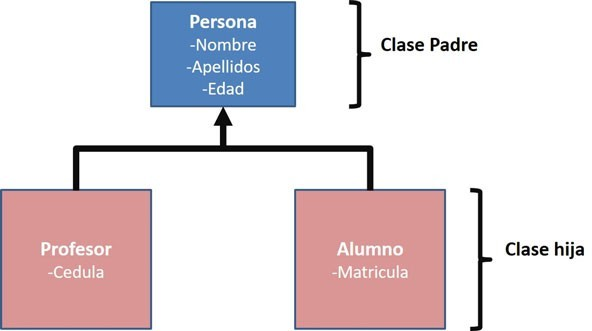 Persona
-Nombre
-Apellidos
-Edad
Clase Padre
Profesor
-Cedula
Alumno
-Matricula
Clase hija